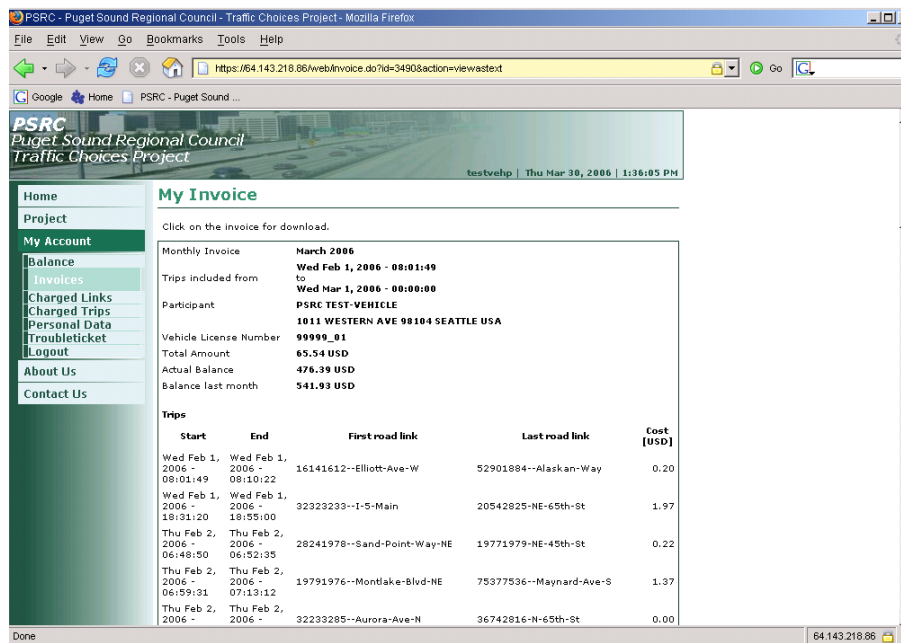 PSRC - Puget Sound Regional Council - Traffic Choices Project - Mozilla Firefox
File Edit View Go Bookmarks Tools Help
https://64.143.218.86/web/invoice.do?id=3490&action=viewastext
Go
Google Home PSRC - Puget Sound ...
PSRC
Puget Sound Regional Council
Traffic Choices Project
testvehp | Thu Mar 30, 2006 | 1:36:05 PM
Home
Project
My Account
Balance
Invoices
Charged Links
Charged Trips
Personal Data
Troubleticket
Logout
About Us
Contact Us
My Invoice
Click on the invoice for download.
Monthly Invoice March 2006
Trips included from Wed Feb 1, 2006 - 08:01:49
to
Wed Mar 1, 2006 - 00:00:00
Participant PSRC TEST-VEHICLE
1011 WESTERN AVE 98104 SEATTLE USA
Vehicle License Number 99999_01
Total Amount 65.54 USD
Actual Balance 476.39 USD
Balance last month 541.93 USD
Trips
Start End First road link Last road link Cost [USD]
Wed Feb 1, 2006 - 08:01:49 Wed Feb 1, 2006 - 08:10:22 16141612--Elliott-Ave-W 52901884--Alaskan-Way 0.20
Wed Feb 1, 2006 - 18:31:20 Wed Feb 1, 2006 - 18:55:00 32323233--I-5-Main 20542825-NE-65th-St 1.97
Thu Feb 2, 2006 - 06:48:50 Thu Feb 2, 2006 - 06:52:35 28241978--Sand-Point-Way-NE 19771979-NE-45th-St 0.22
Thu Feb 2, 2006 - 06:59:31 Thu Feb 2, 2006 - 07:13:12 19791976--Montlake-Blvd-NE 75377536--Maynard-Ave-S 1.37
Thu Feb 2, 2006 - Thu Feb 2, 2006 - 32233285--Aurora-Ave-N 36742816-N-65th-St 0.00
Done 64.143.218.86